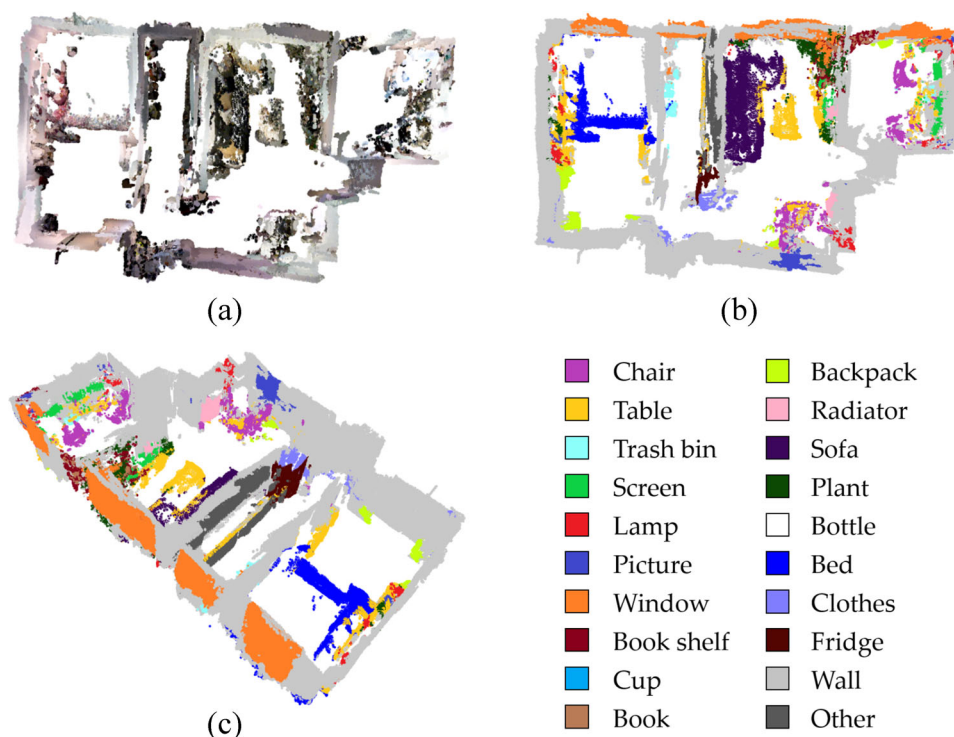 (a)
(b)
(c)
Chair
Table
Trash bin
Screen
Lamp
Picture
Window
Book shelf
Cup
Book
Backpack
Radiator
Sofa
Plant
Bottle
Bed
Clothes
Fridge
Wall
Other